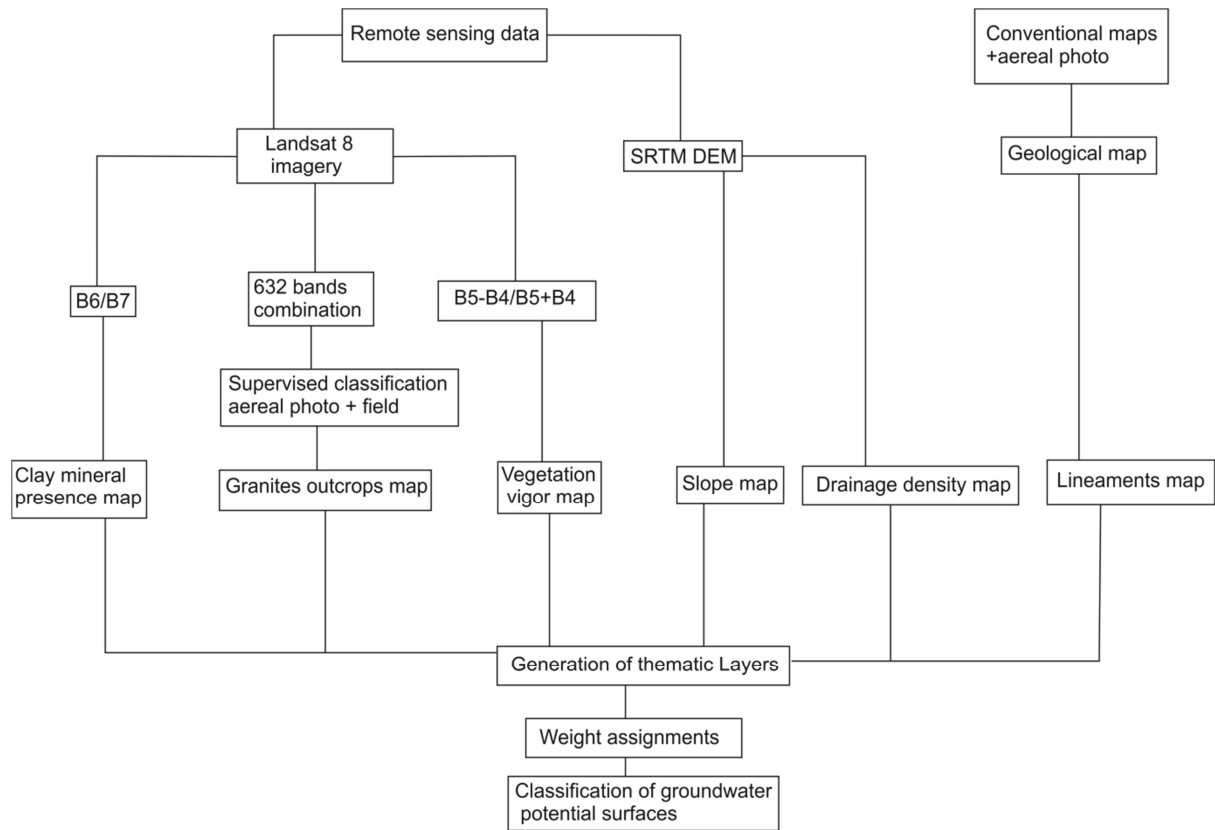 Remote sensing data
Conventional maps
+aereal photo
Landsat 8
imagery
SRTM DEM
Geological map
B6/B7
632 bands
combination
B5-B4/B5+B4
Supervised classification
aereal photo + field
Clay mineral
presence map
Granites outcrops map
Vegetation
vigor map
Slope map
Drainage density map
Lineaments map
Generation of thematic Layers
Weight assignments
Classification of groundwater
potential surfaces